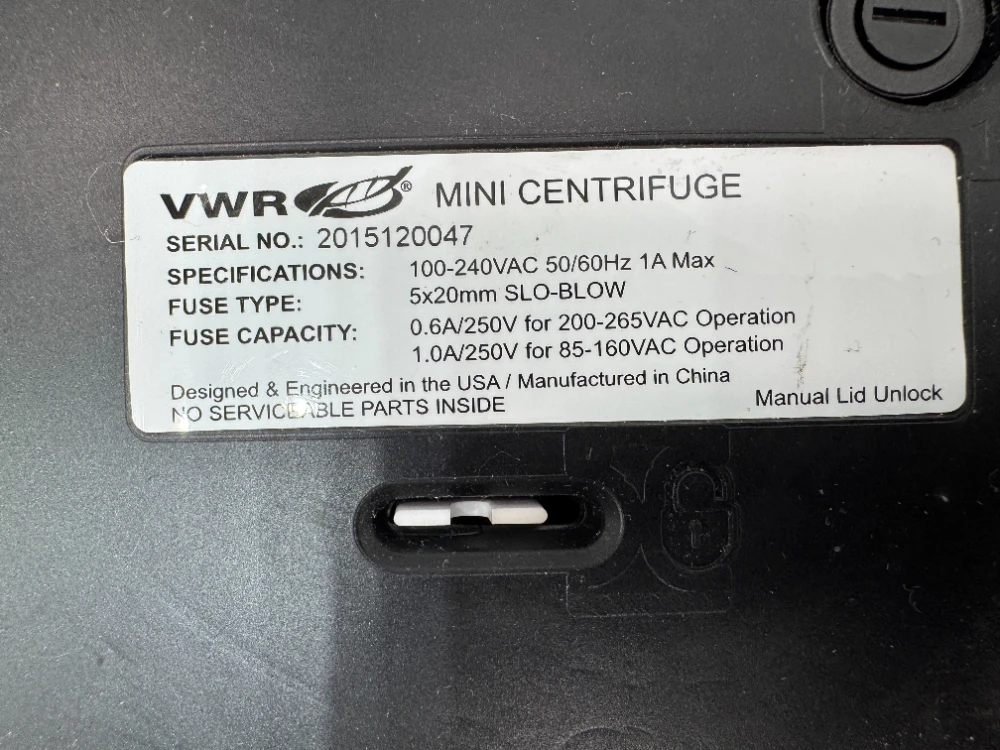 VWR® MINI CENTRIFUGE
SERIAL NO.: 2015120047
SPECIFICATIONS: 100-240VAC 50/60Hz 1A Max
FUSE TYPE: 5x20mm SLO-BLOW
FUSE CAPACITY: 0.6A/250V for 200-265VAC Operation
1.0A/250V for 85-160VAC Operation
Designed & Engineered in the USA / Manufactured in China
NO SERVICEABLE PARTS INSIDE
Manual Lid Unlock